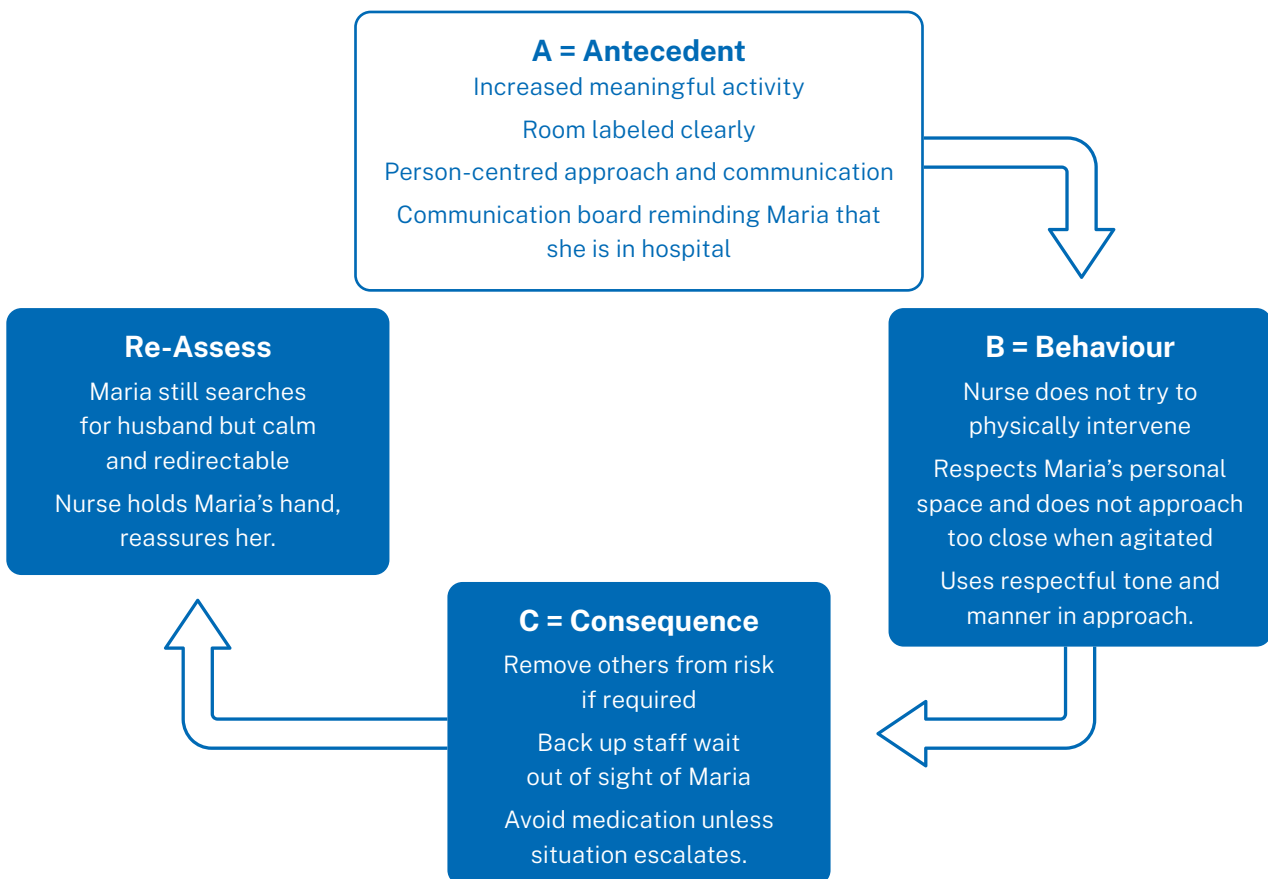 A = Antecedent
Increased meaningful activity
Room labeled clearly
Person-centred approach and communication
Communication board reminding Maria that
she is in hospital
B = Behaviour
Nurse does not try to
physically intervene
Respects Maria’s personal
space and does not approach
too close when agitated
Uses respectful tone and
manner in approach.
C = Consequence
Remove others from risk
if required
Back up staff wait
out of sight of Maria
Avoid medication unless
situation escalates.
Re-Assess
Maria still searches
for husband but calm
and redirectable
Nurse holds Maria’s hand,
reassures her.